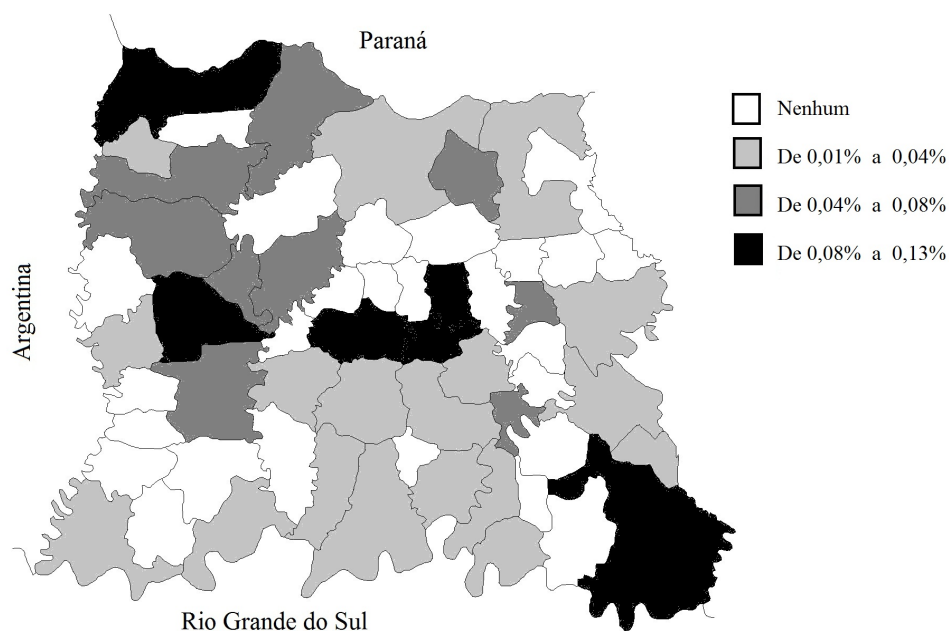 Paraná
Nenhum
De 0,01% a 0,04%
De 0,04% a 0,08%
De 0,08% a 0,13%
Argentina
Rio Grande do Sul